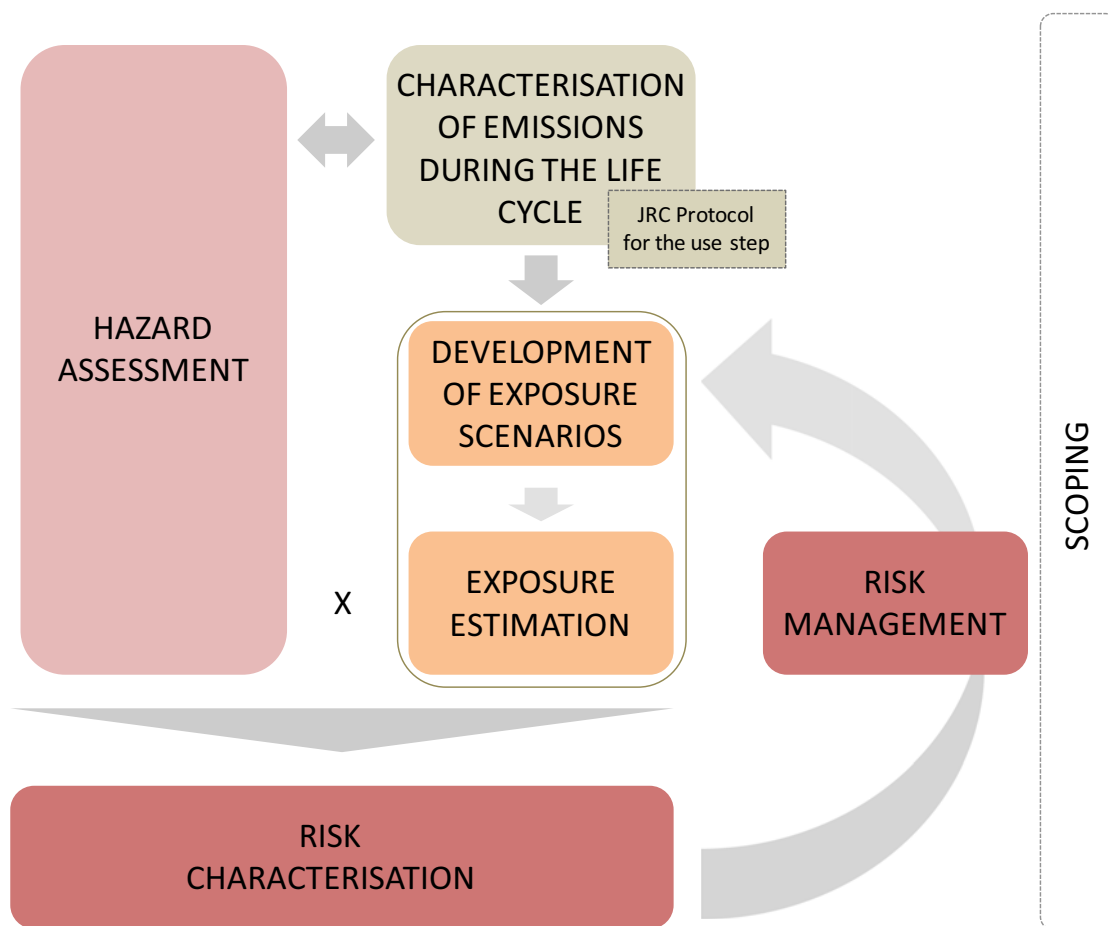 CHARACTERISATION
OF EMISSIONS
DURING THE LIFE
CYCLE
JRC Protocol
for the use step
HAZARD
ASSESSMENT
DEVELOPMENT
OF EXPOSURE
SCENARIOS
X
EXPOSURE
ESTIMATION
RISK
MANAGEMENT
SCOPING
RISK
CHARACTERISATION